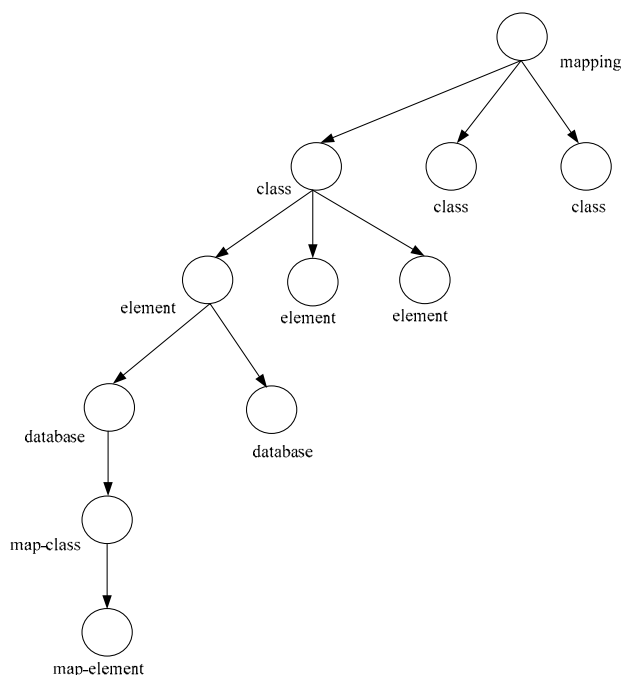 mapping
class
class
class
element
element
element
database
database
map-class
map-element